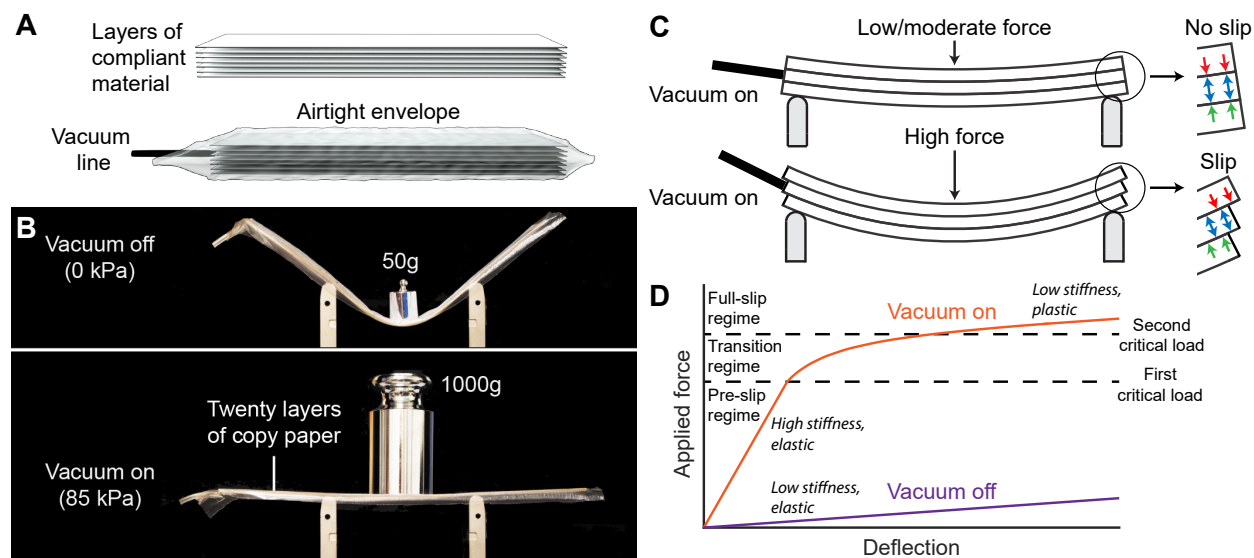 A
Layers of
compliant
material
Airtight envelope
Vacuum
line
B
Vacuum off
(0 kPa)
50g
1000g
Twenty layers
of copy paper
Vacuum on
(85 kPa)
C
Low/moderate force
No slip
Vacuum on
High force
Slip
Vacuum on
D
Full-slip
regime
Vacuum on
Low stiffness,
plastic
Second
critical load
Transition
regime
First
critical load
Pre-slip
regime
High stiffness,
elastic
Low stiffness,
elastic
Vacuum off
Applied force
Deflection